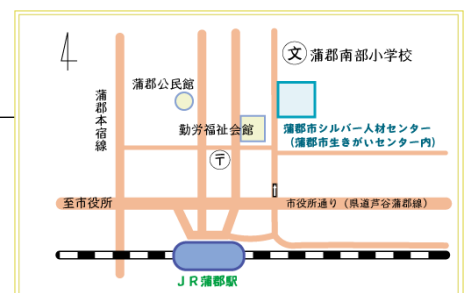 文 蒲郡南部小学校
蒲郡公民館
蒲郡本宿線
勤労福祉会館
蒲郡市シルバー人材センター
（蒲郡市生きがいセンター内）
〒
至市役所
市役所通り（県道芦谷蒲郡線）
ＪＲ蒲郡駅